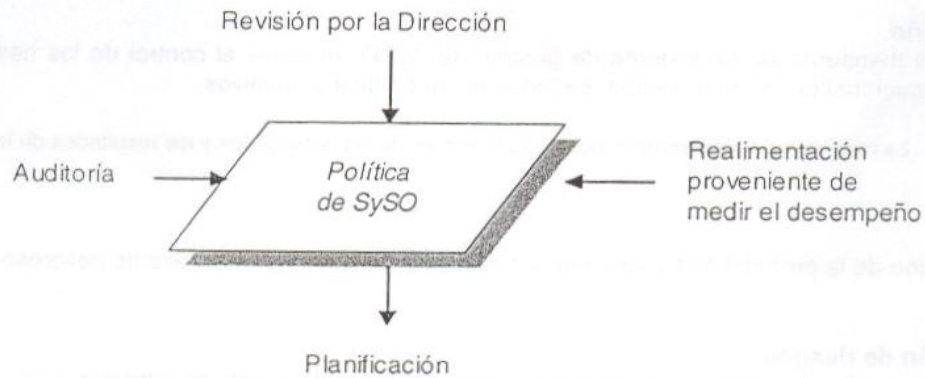 Revisión por la Dirección
Auditoría
Política
de SySO
Realimentación
proveniente de
medir el desempeño
Planificación